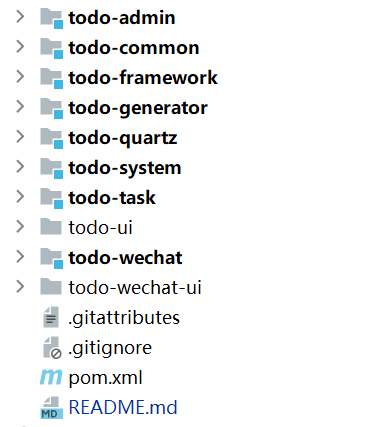 todo-admin
todo-common
todo-framework
todo-generator
todo-quartz
todo-system
todo-task
todo-ui
todo-wechat
todo-wechat-ui
.gitattributes
.gitignore
m pom.xml
MD README.md